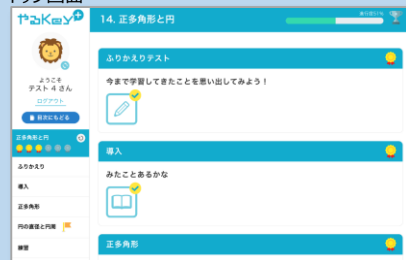 トップ画面
やるKey+
14. 正多角形と円
ようこそ
テスト 4 さん
ログアウト
目次にもどる
正多角形と円
ふりかえり
導入
正多角形
円の直径と円周
練習
ふりかえりテスト
今まで学習してきたことを思い出してみよう！
導入
みたことあるかな
正多角形